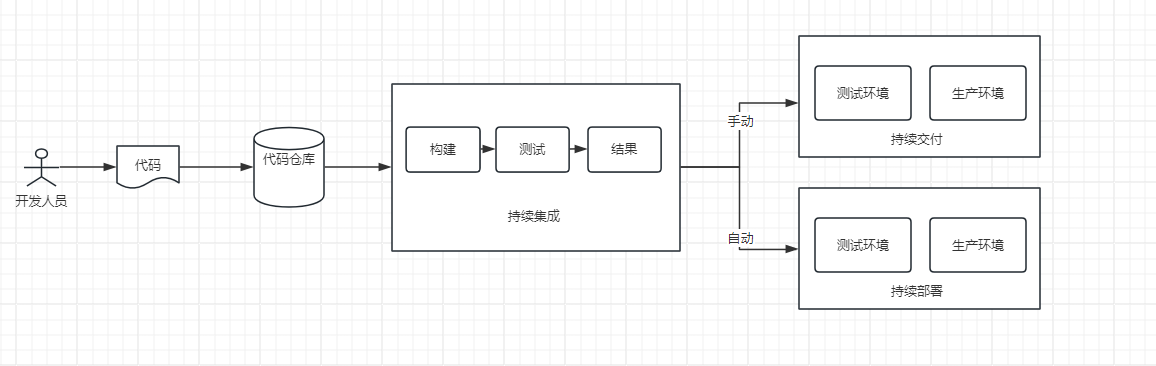 开发人员
代码
代码仓库
构建
测试
结果
持续集成
手动
自动
测试环境
生产环境
持续交付
测试环境
生产环境
持续部署